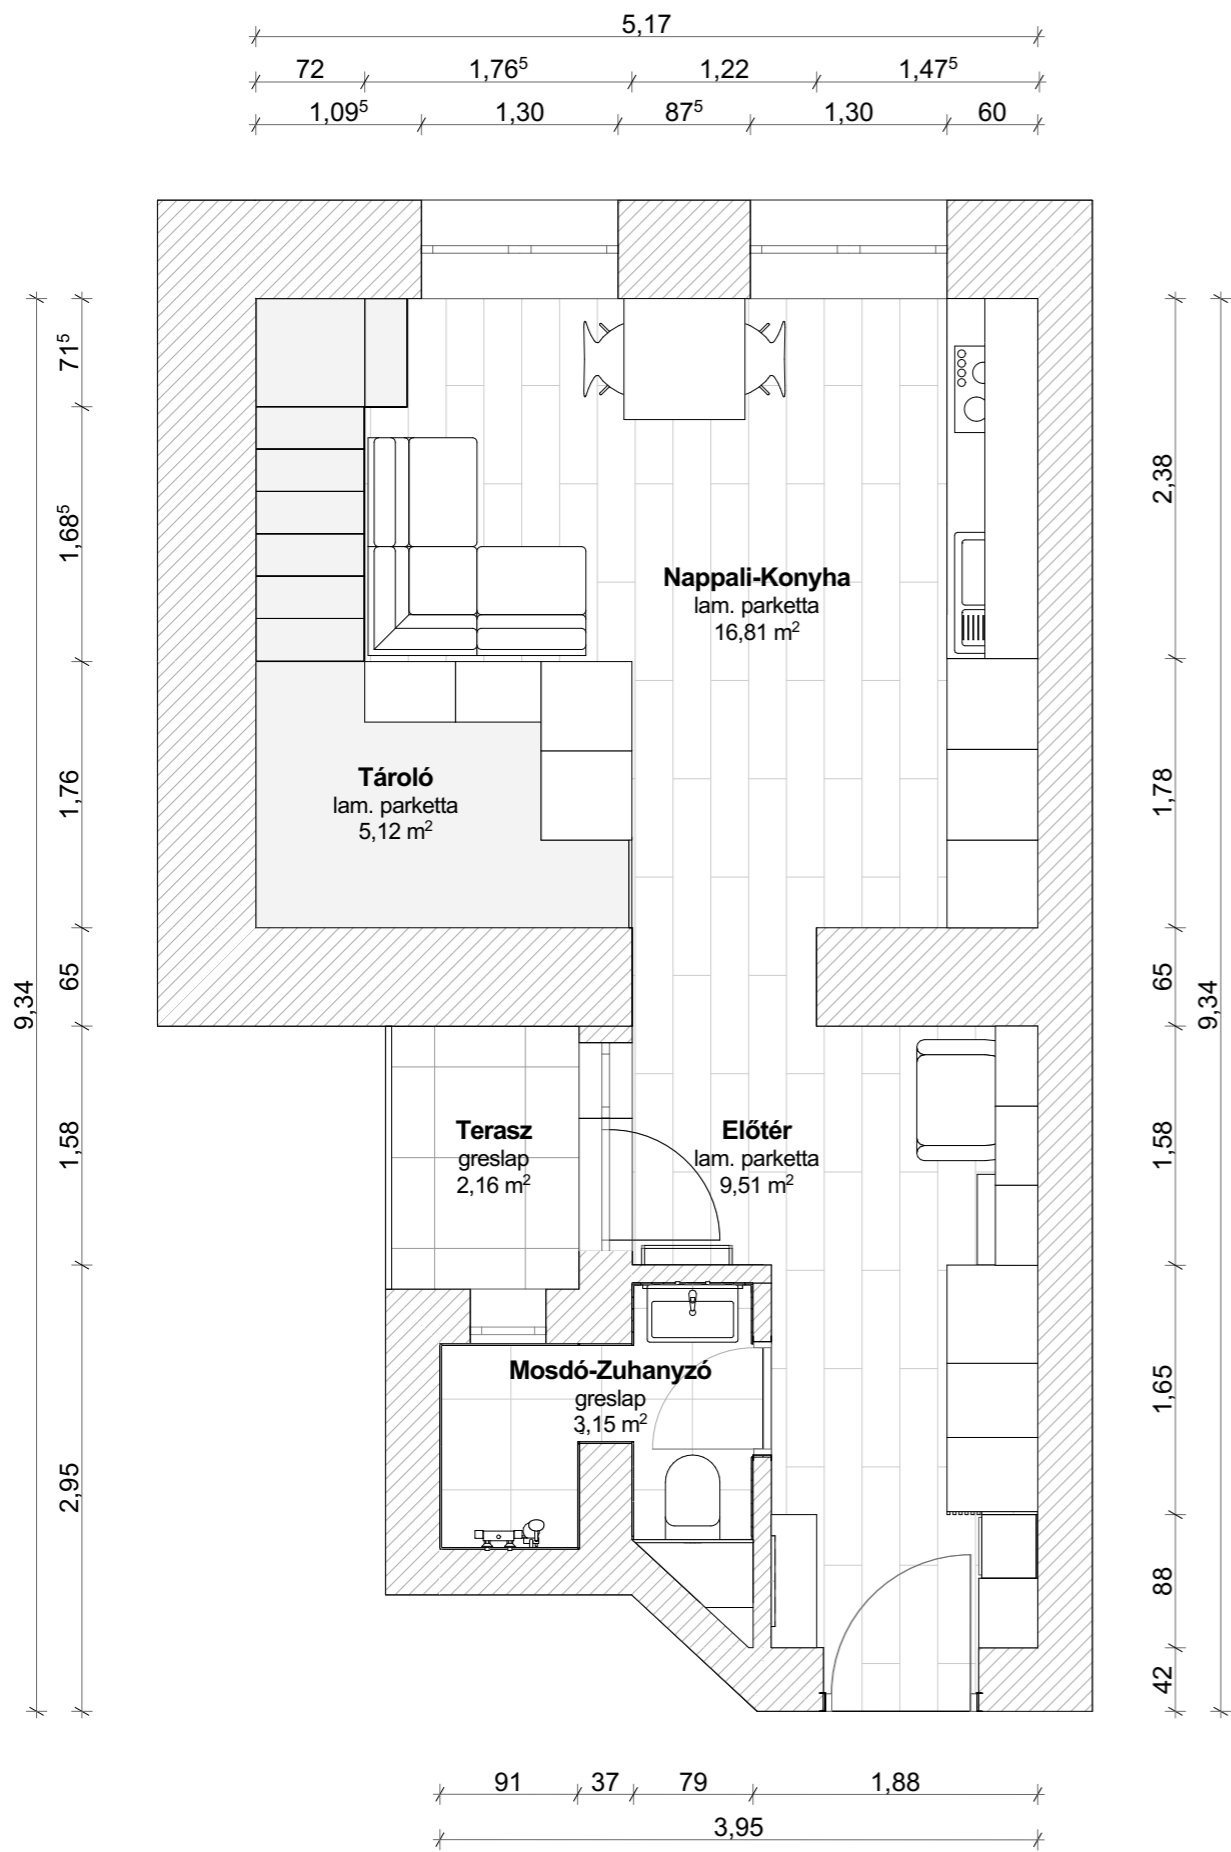 5,17
72 1,76⁵ 1,22 1,47⁵
1,09⁵ 1,30 87⁵ 1,30 60
71⁵
1,68⁵
1,76
65
1,58
2,95
9,34
Nappali-Konyha
lam. parketta
16,81 m²
Tároló
lam. parketta
5,12 m²
Terasz
greslap
2,16 m²
Előtér
lam. parketta
9,51 m²
Mosdó-Zuhanyzó
greslap
3,15 m²
2,38
1,78
65
1,58
1,65
88
42
9,34
91 37 79 1,88
3,95